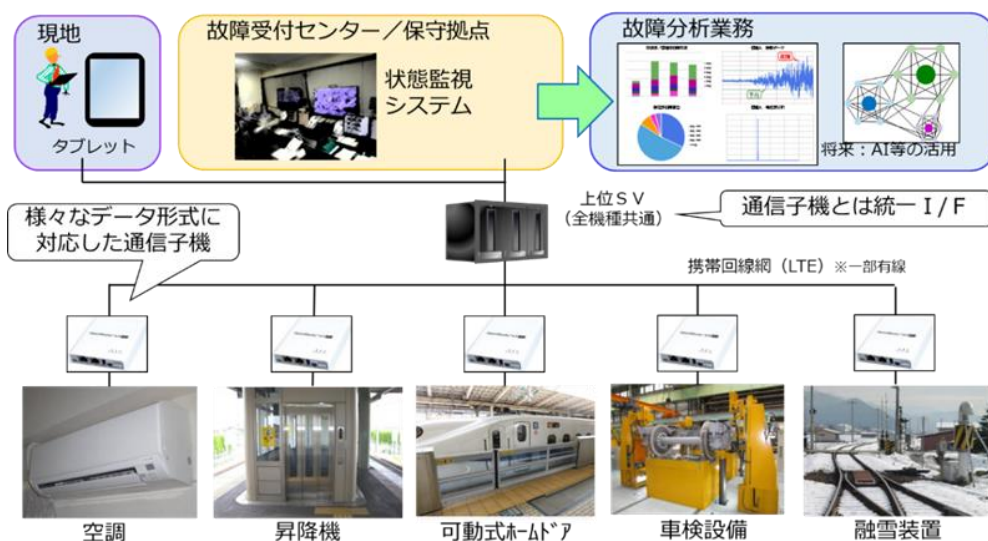 現地
タブレット
故障受付センター／保守拠点
状態監視
システム
故障分析業務
将来：AI等の活用
様々なデータ形式に
対応した通信子機
上位ＳＶ
（全機種共通）
通信子機とは統一Ｉ/Ｆ
携帯回線網（LTE）※一部有線
空調
昇降機
可動式ﾎｰﾑﾄﾞｱ
車検設備
融雪装置